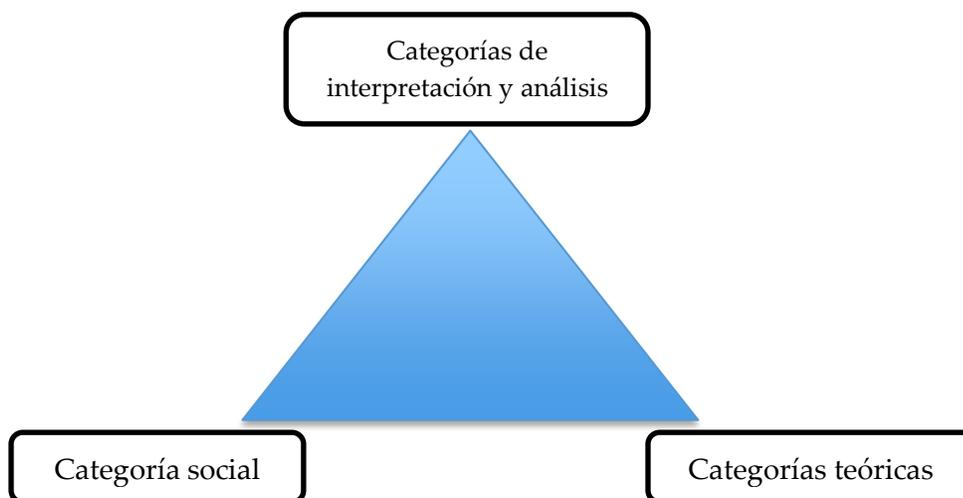 Categorías de
interpretación y análisis
Categoría social
Categorías teóricas